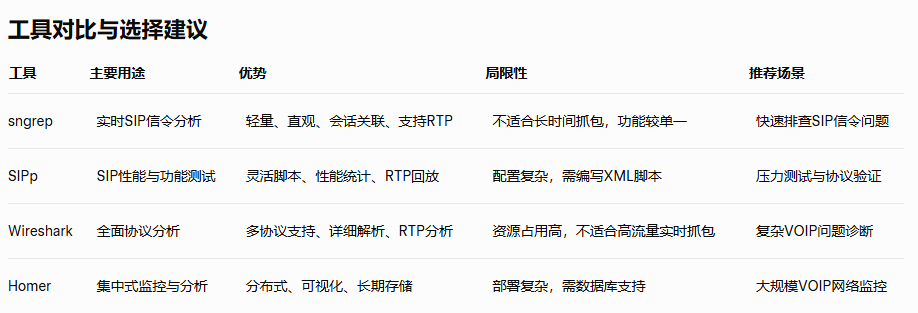 工具对比与选择建议
工具 主要用途 优势 局限性 推荐场景
sngrep 实时SIP信令分析 轻量、直观、会话关联、支持RTP 不适合长时间抓包，功能较单一 快速排查SIP信令问题
SIPp SIP性能与功能测试 灵活脚本、性能统计、RTP回放 配置复杂，需编写XML脚本 压力测试与协议验证
Wireshark 全面协议分析 多协议支持、详细解析、RTP分析 资源占用高，不适合高流量实时抓包 复杂VOIP问题诊断
Homer 集中式监控与分析 分布式、可视化、长期存储 部署复杂，需数据库支持 大规模VOIP网络监控